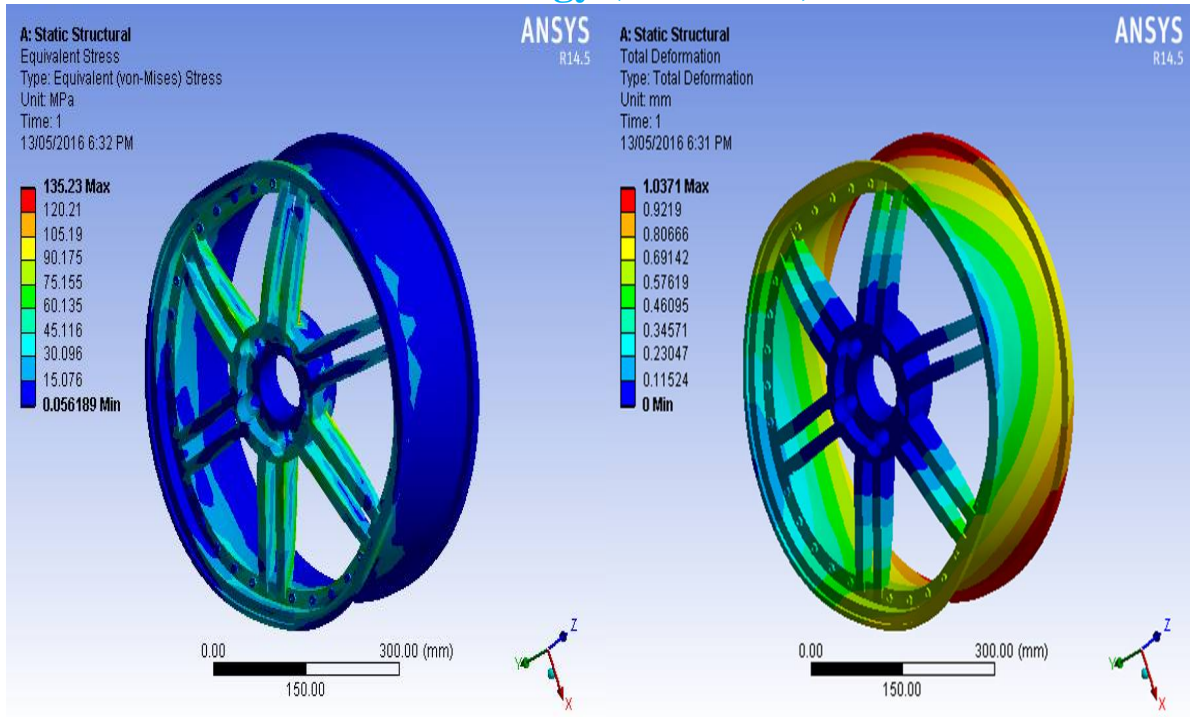 A: Static Structural
Equivalent Stress
Type: Equivalent (von-Mises) Stress
Unit: MPa
Time: 1
13/05/2016 6:32 PM
135.23 Max
120.21
105.19
90.175
75.155
60.135
45.116
30.096
15.076
0.056189 Min
ANSYS
R14.5
0.00
300.00 (mm)
150.00
Z
Y
X
A: Static Structural
Total Deformation
Type: Total Deformation
Unit: mm
Time: 1
13/05/2016 6:31 PM
1.0371 Max
0.9219
0.80666
0.69142
0.57619
0.46095
0.34571
0.23047
0.11524
0 Min
ANSYS
R14.5
0.00
300.00 (mm)
150.00
Z
Y
X